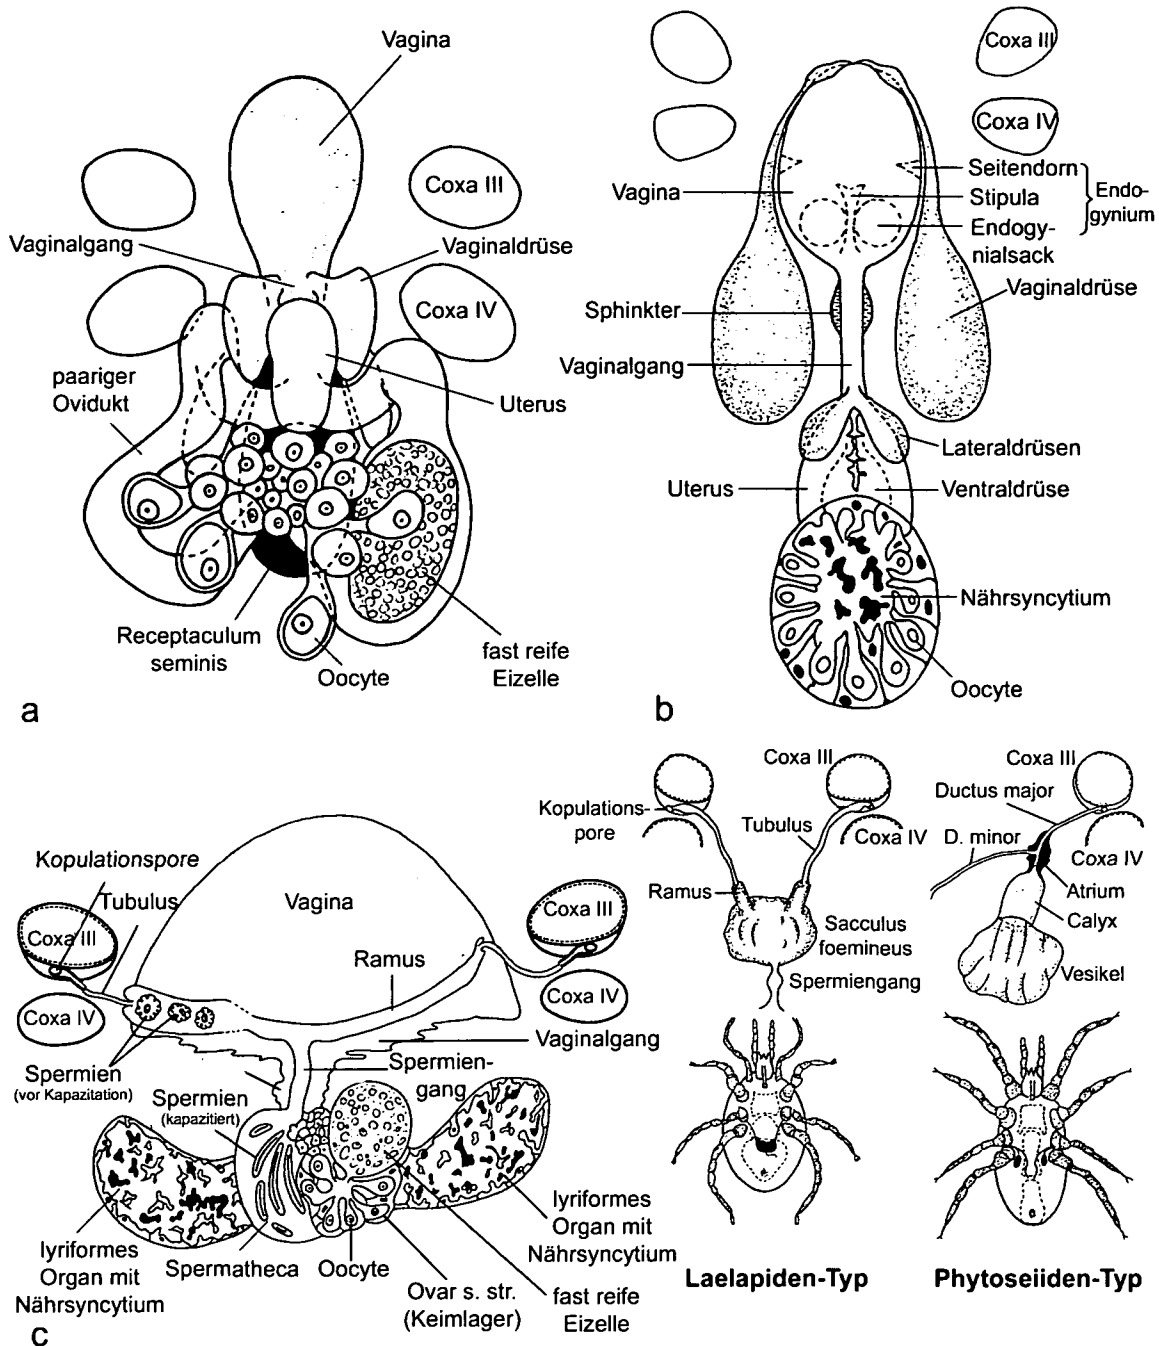 Vagina
Coxa III
Vaginalgang
Vaginaldrüse
Coxa IV
paariger
Ovidukt
Uterus
Receptaculum
seminis
Oocyte
fast reife
Eizelle
a
Coxa III
Coxa IV
Vagina
Seitendorn
Stipula
Endogy-
nialsack
Endo-
gynium
Vaginaldrüse
Sphinkter
Vaginalgang
Lateraldrüsen
Uterus
Ventraldrüse
Nährsyncytium
Oocyte
b
Kopulationspore
Tubulus
Coxa III
Coxa IV
Vagina
Ramus
Coxa III
Coxa IV
Vaginalgang
Spermien-
gang
Spermien
(vor Kapazitation)
Spermien
(kapazitiert)
lyriformes
Organ mit
Nährsyncytium
Spermatheca
Oocyte
Ovar s. str.
(Keimlager)
fast reife
Eizelle
lyriformes
Organ mit
Nährsyncytium
c
Kopulations-
pore
Coxa III
Tubulus
Coxa IV
Ramus
Sacculus
foemineus
Spermiengang
Laelapiden-Typ
Coxa III
Ductus major
D. minor
Coxa IV
Atrium
Calyx
Vesikel
Phytoseiiden-Typ